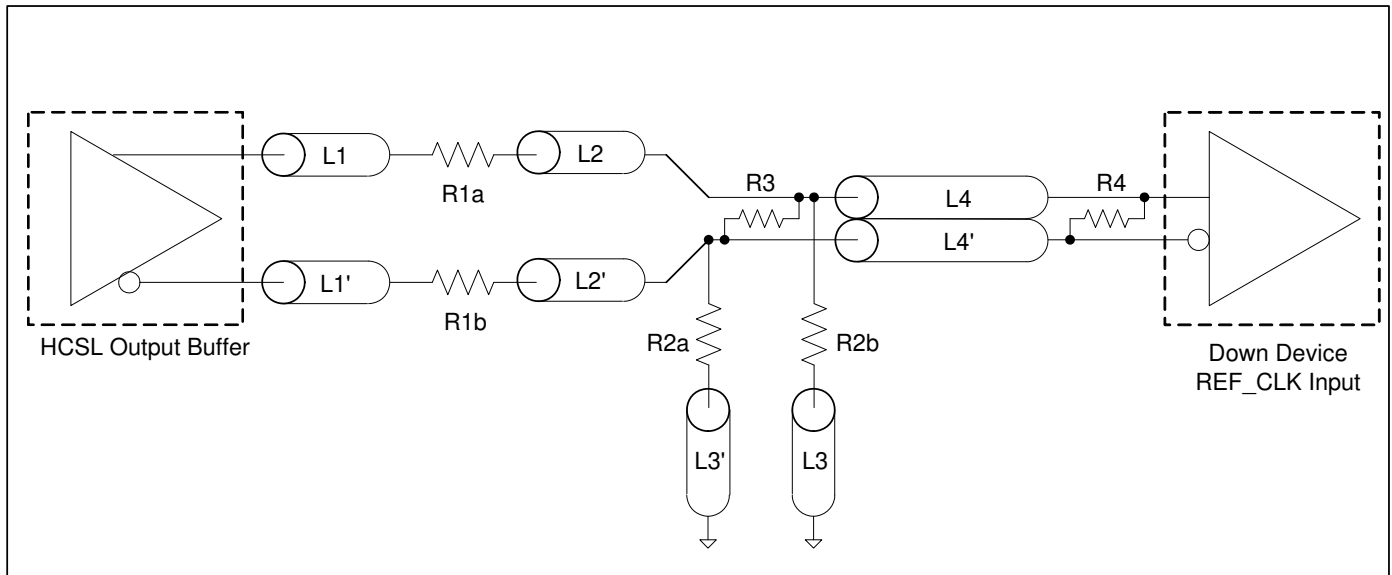 L1
R1a
L2
R3
L4
R4
L4'
L1'
R1b
L2'
HCSL Output Buffer
R2a
R2b
Down Device
REF_CLK Input
L3'
L3